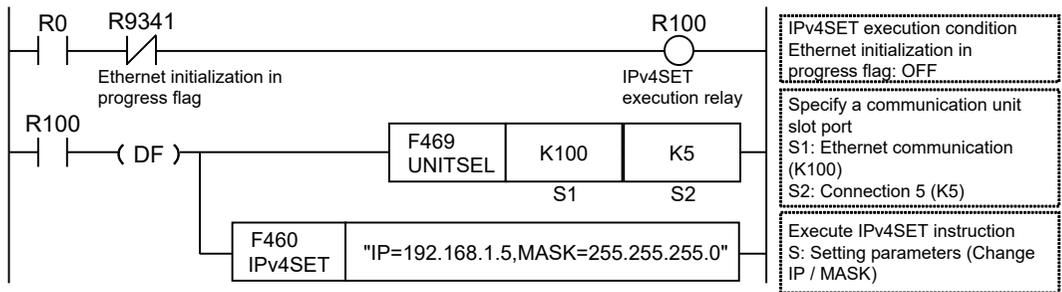 R0 R9341 R100
Ethernet initialization in
progress flag
IPv4SET
execution relay
IPv4SET execution condition
Ethernet initialization in
progress flag: OFF
R100
( DF )
F469
UNITSEL
K100
K5
S1
S2
Specify a communication unit
slot port
S1: Ethernet communication
(K100)
S2: Connection 5 (K5)
F460
IPv4SET
"IP=192.168.1.5,MASK=255.255.255.0"
Execute IPv4SET instruction
S: Setting parameters (Change
IP / MASK)